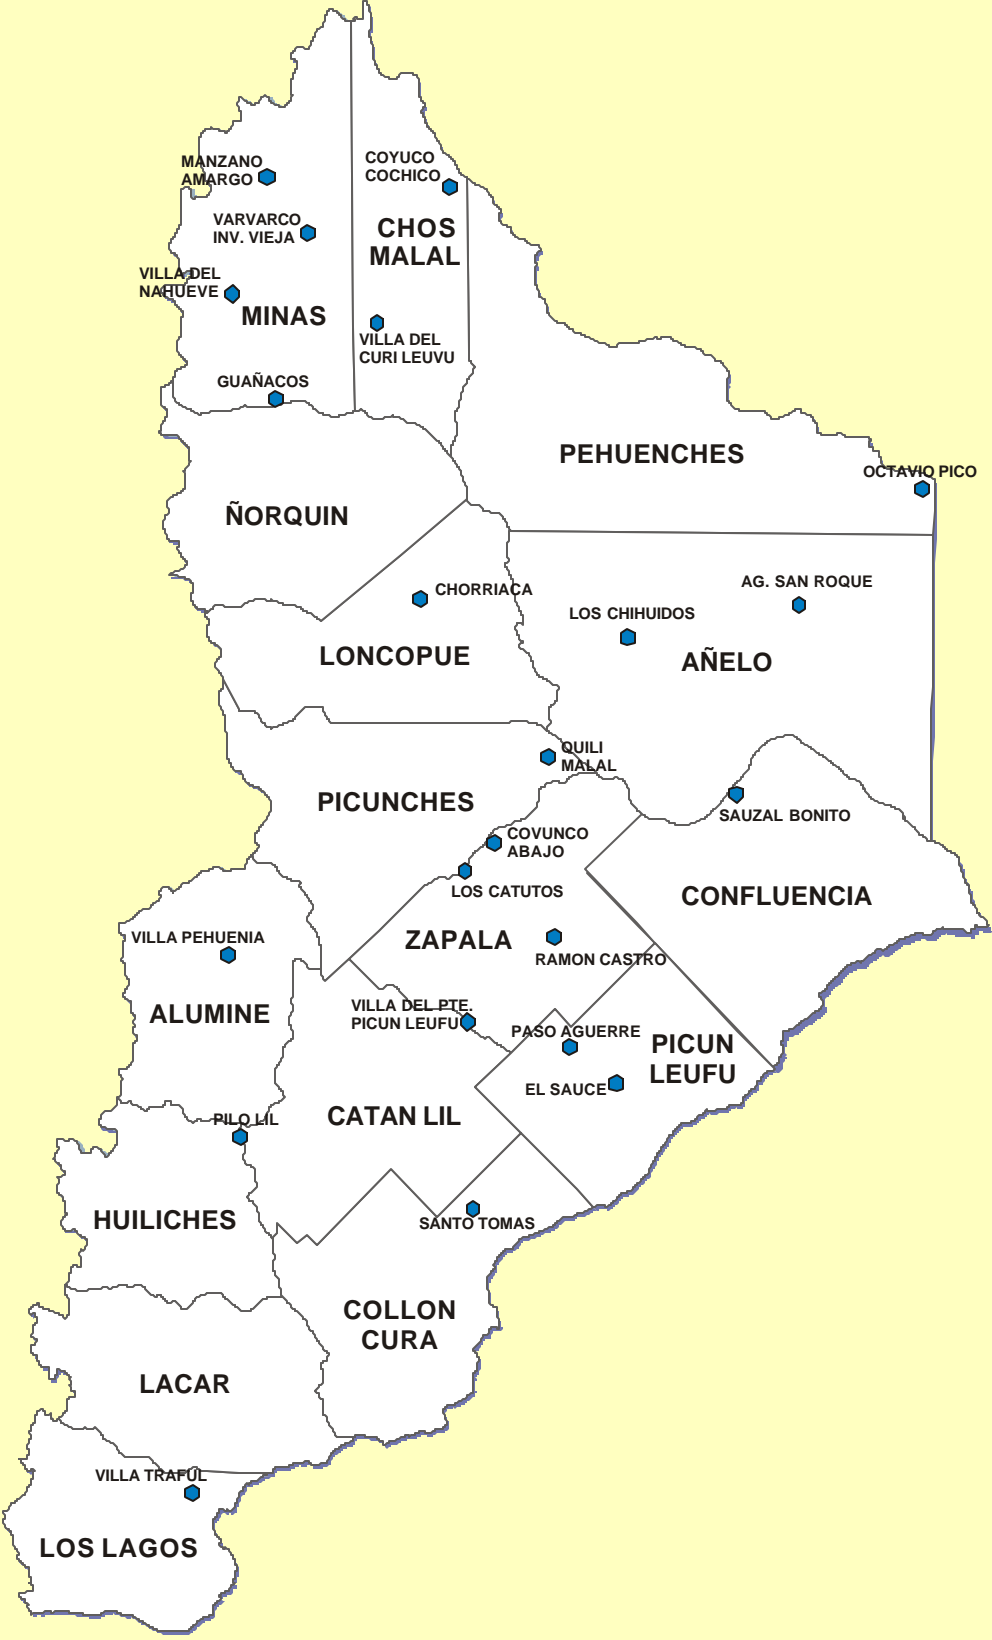 MANZANO
AMARGO
COYUCO
COCHICO
VARVARCO
INV. VIEJA
CHOS
MALAL
VILLA DEL
NAHUEVE
MINAS
VILLA DEL
CURI LEUVU
GUAÑACOS
PEHUENCHES
OCTAVIO PICO
ÑORQUIN
CHORRIACA
AG. SAN ROQUE
LOS CHIHUIDOS
LONCOPUE
AÑELO
QUILI
MALAL
PICUNCHES
SAUZAL BONITO
COVUNCO
ABAJO
LOS CATUTOS
CONFLUENCIA
VILLA PEHUENIA
ZAPALA
RAMON CASTRO
ALUMINE
VILLA DEL PTE.
PICUN LEUFU
PASO AGUERRE
PICUN
LEUFU
EL SAUCE
PILO LIL
CATAN LIL
HUILICHES
SANTO TOMAS
COLLON
CURA
LACAR
VILLA TRAFUL
LOS LAGOS